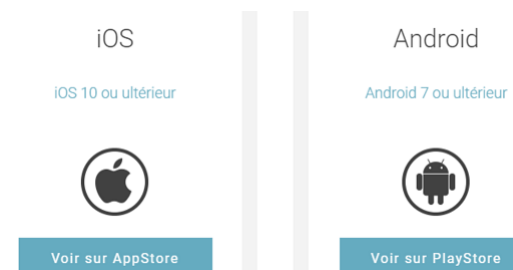 iOS
iOS 10 ou ultérieur
Voir sur AppStore
Android
Android 7 ou ultérieur
Voir sur PlayStore